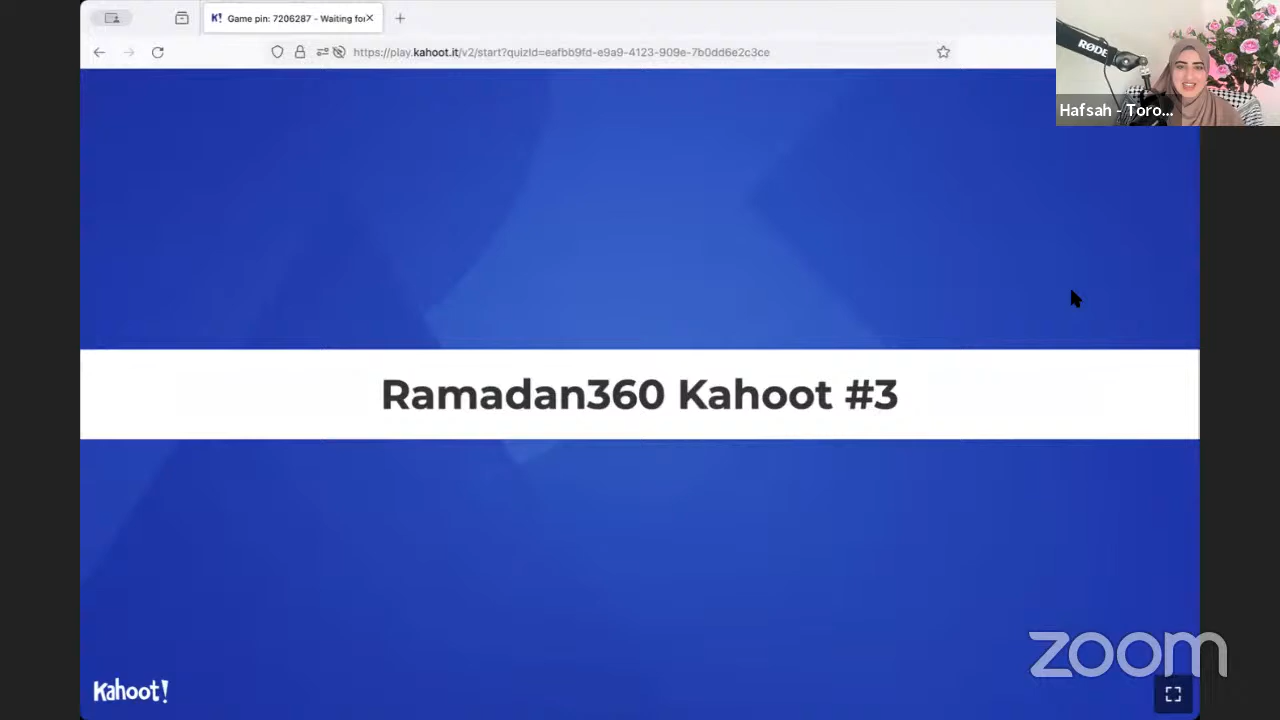 K! Game pin: 7206287 - Waiting for
https://play.kahoot.it/v2/start?quizId=eafbb9fd-e9a9-4123-909e-7b0dd6e2c3ce
RØDE
Hafsah - Toro...
Ramadan360 Kahoot #3
zoom
Kahoot!